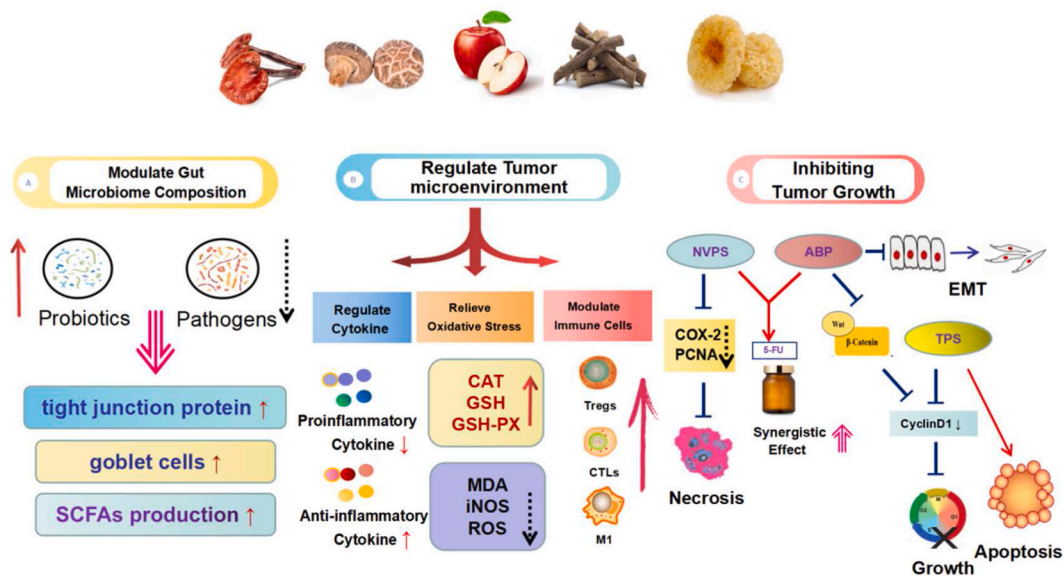 A
Modulate Gut
Microbiome Composition
B
Regulate Tumor
microenvironment
C
Inhibiting
Tumor Growth
Probiotics
Pathogens
tight junction protein ↑
goblet cells ↑
SCFAs production ↑
Regulate
Cytokine
Relieve
Oxidative Stress
Modulate
Immune Cells
Proinflammatory
Cytokine ↓
Anti-inflammatory
Cytokine ↑
CAT
GSH
GSH-PX
MDA
iNOS
ROS
Tregs
CTLs
M1
NVPS
ABP
EMT
COX-2
PCNA
5-FU
Wnt
β-Catenin
TPS
Necrosis
Synergistic
Effect
CyclinD1 ↓
M
G2
G1
S
Growth
Apoptosis